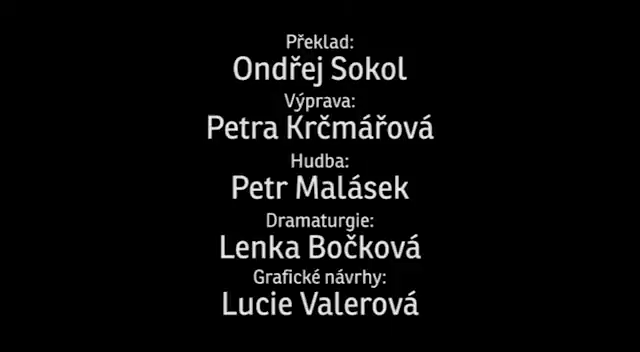 Překlad:
Ondřej Sokol
Výprava:
Petra Krčmářová
Hudba:
Petr Malásek
Dramaturgie:
Lenka Bočková
Grafické návrhy:
Lucie Valerová